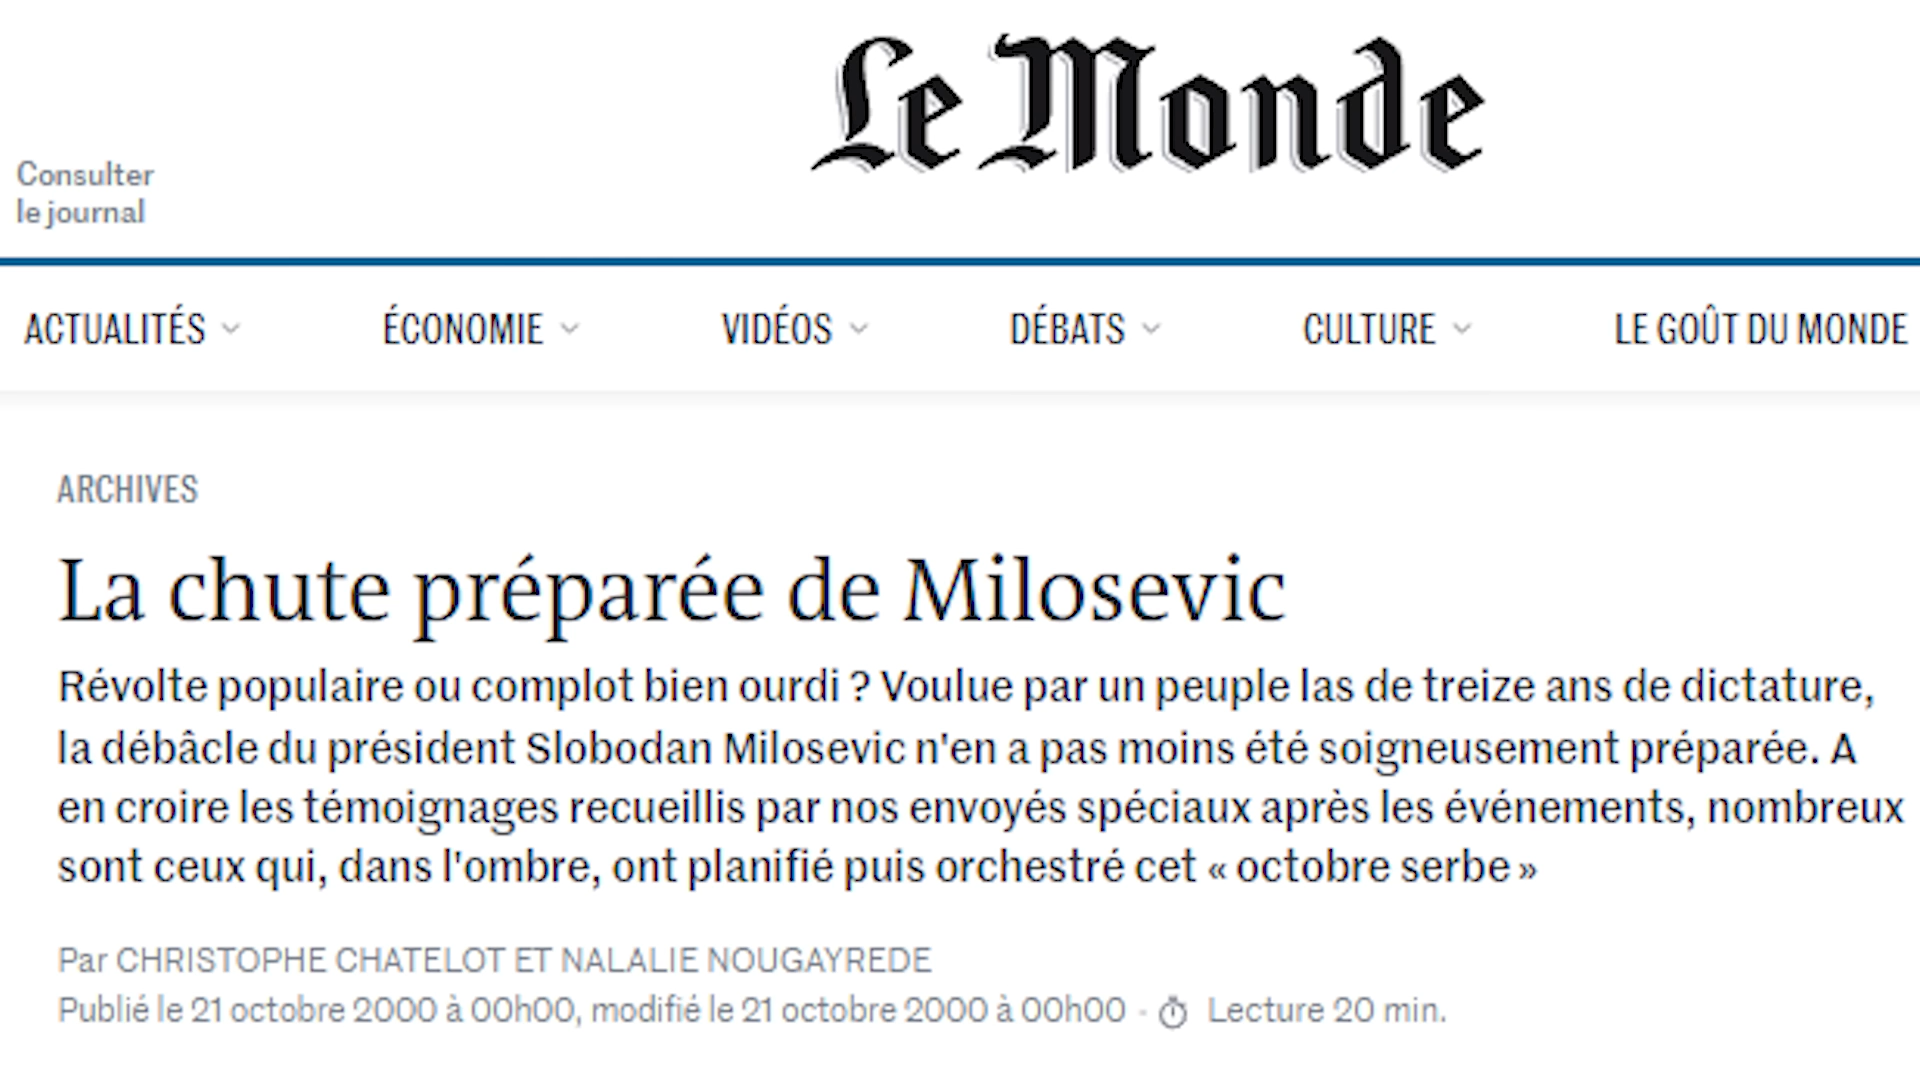 Le Monde
Consulter
le journal
ACTUALITÉS
ÉCONOMIE
VIDÉOS
DÉBATS
CULTURE
LE GOÛT DU MONDE
ARCHIVES
La chute préparée de Milosevic
Révolte populaire ou complot bien ourdi ? Voulue par un peuple las de treize ans de dictature,
la débâcle du président Slobodan Milosevic n'en a pas moins été soigneusement préparée. A
en croire les témoignages recueillis par nos envoyés spéciaux après les événements, nombreux
sont ceux qui, dans l'ombre, ont planifié puis orchestré cet « octobre serbe »
Par CHRISTOPHE CHATELOT ET NALALIE NOUGAYREDE
Publié le 21 octobre 2000 à 00h00, modifié le 21 octobre 2000 à 00h00 · Lecture 20 min.